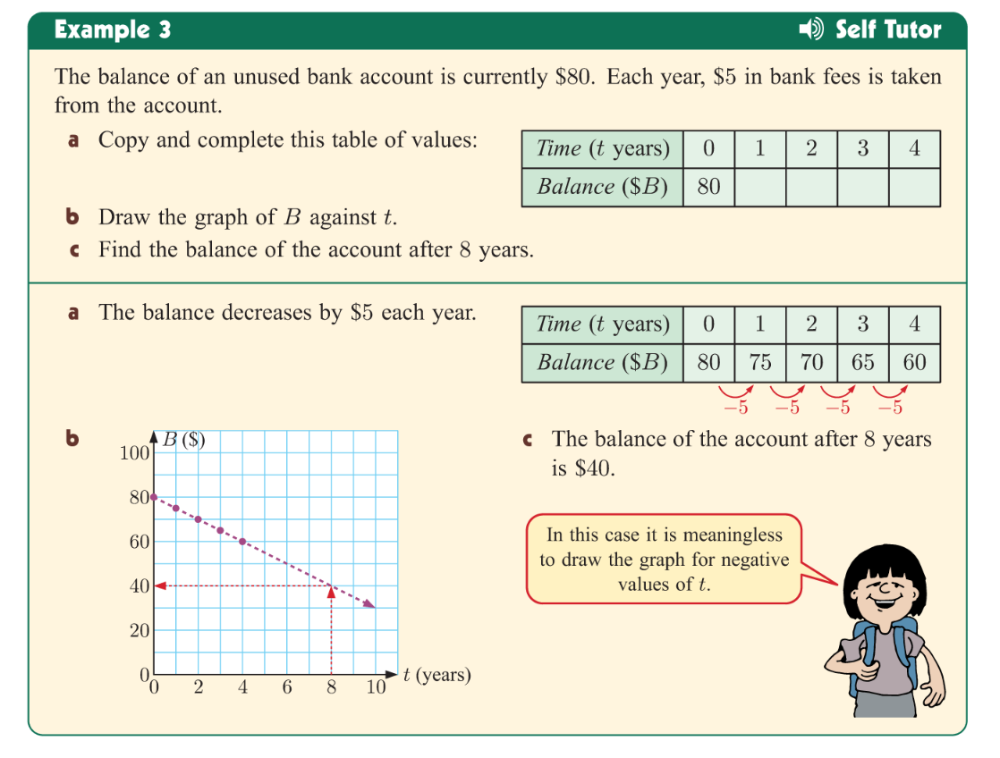 Example 3
Self Tutor
The balance of an unused bank account is currently $80. Each year, $5 in bank fees is taken
from the account.
a Copy and complete this table of values:
Time (t years) 0 1 2 3 4
Balance ($B) 80
b Draw the graph of B against t.
c Find the balance of the account after 8 years.
a The balance decreases by $5 each year.
Time (t years) 0 1 2 3 4
Balance ($B) 80 75 70 65 60
−5 −5 −5 −5
b
B ($)
100
80
60
40
20
0
0 2 4 6 8 10
t (years)
c The balance of the account after 8 years
is $40.
In this case it is meaningless
to draw the graph for negative
values of t.